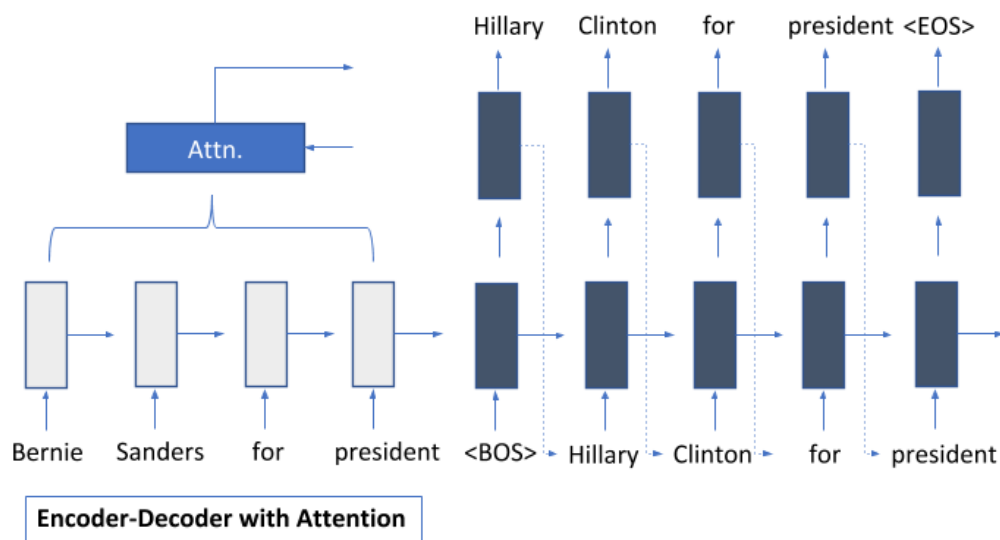 Hillary Clinton for president <EOS>
Attn.
Bernie Sanders for president <BOS> Hillary Clinton for president
Encoder-Decoder with Attention